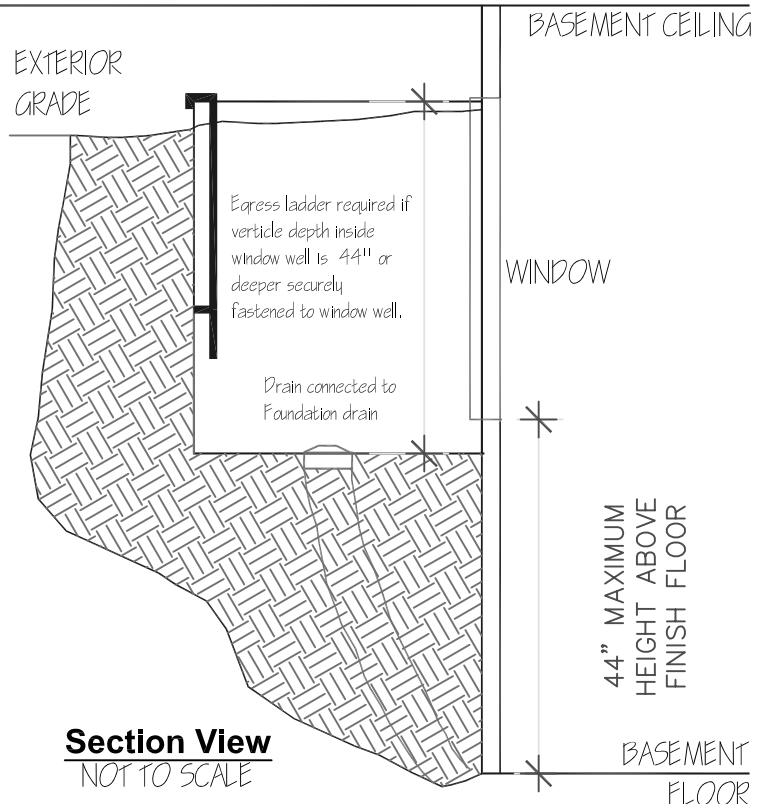 BASEMENT CEILING
EXTERIOR
GRADE
Egress ladder required if
verticle depth inside
window well is 44" or
deeper securely
fastened to window well.
WINDOW
Drain connected to
Foundation drain
44" MAXIMUM
HEIGHT ABOVE
FINISH FLOOR
Section View
NOT TO SCALE
BASEMENT
FLOOR